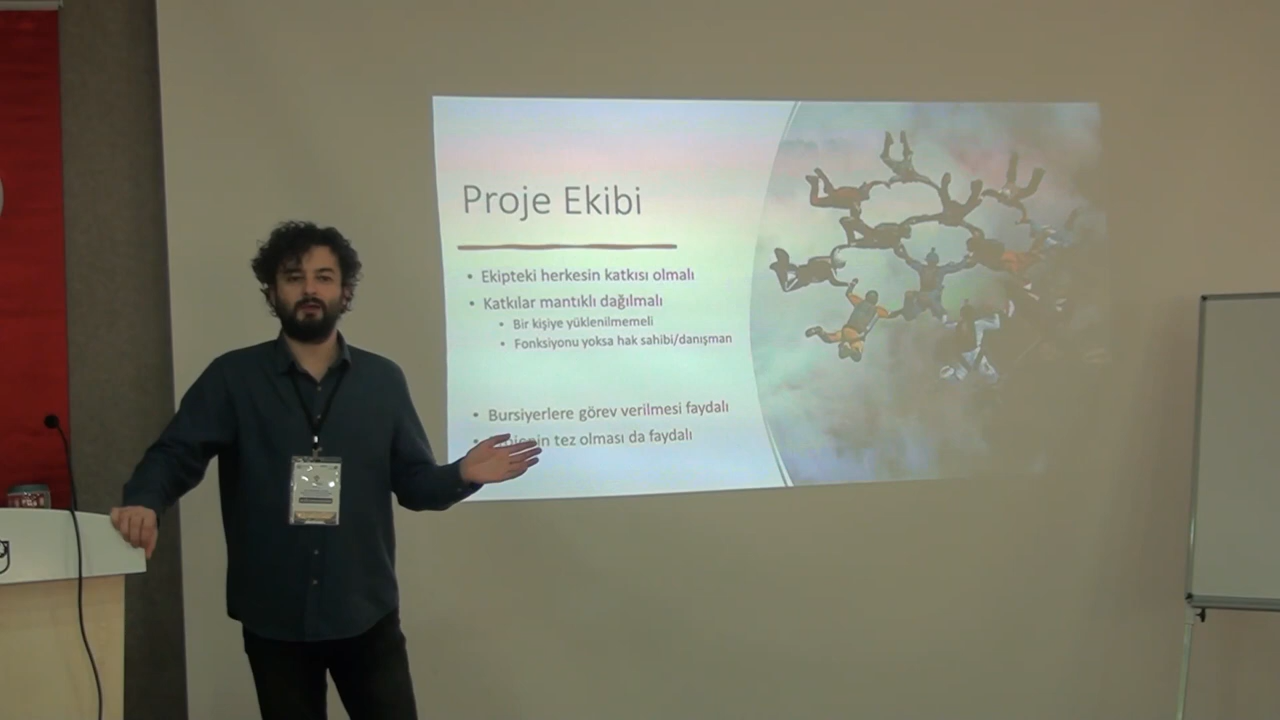 Proje Ekibi
• Ekipteki herkesin katkısı olmalı
• Katkılar mantıklı dağılmalı
• Bir kişiye yüklenilmemeli
• Fonksiyonu yoksa hak sahibi/danışman
• Bursiyerlere görev verilmesi faydalı
tez olması da faydalı